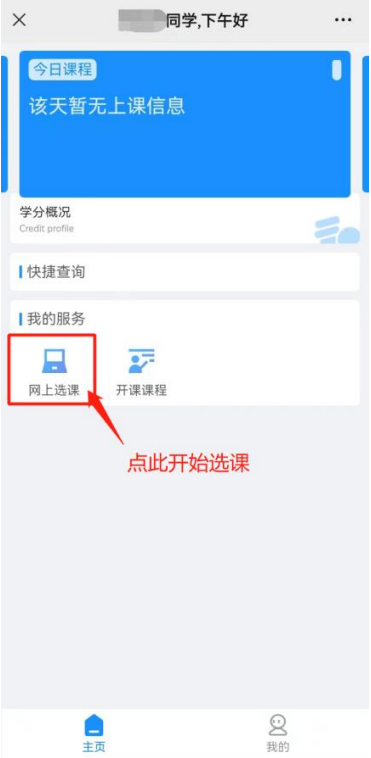 同学,下午好
今日课程
该天暂无上课信息
学分概况
Credit profile
快捷查询
我的服务
网上选课 开课课程
点此开始选课
主页 我的